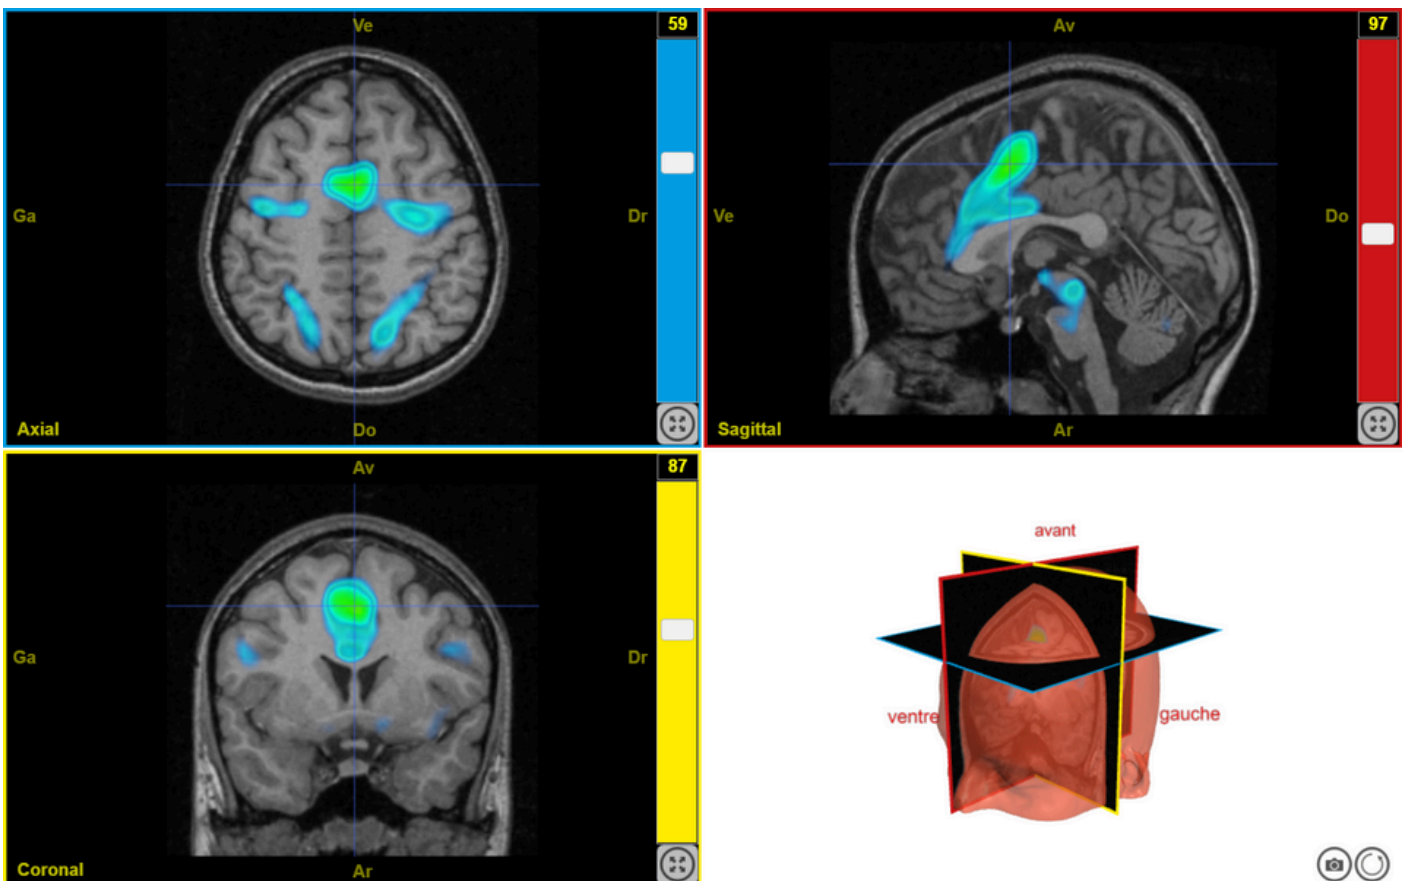 Ve
59
Ga
Dr
Axial
Do
Av
97
Ve
Do
Sagittal
Ar
Av
87
Ga
Dr
Coronal
Ar
avant
ventre
gauche